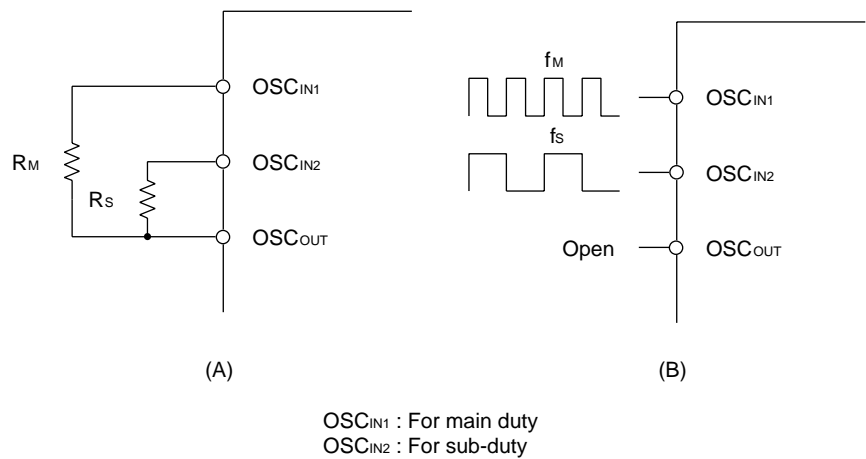 OSCIN1
RM
OSCIN2
RS
OSCOUT
(A)
fM
OSCIN1
fS
OSCIN2
Open
OSCOUT
(B)
OSCIN1 : For main duty
OSCIN2 : For sub-duty